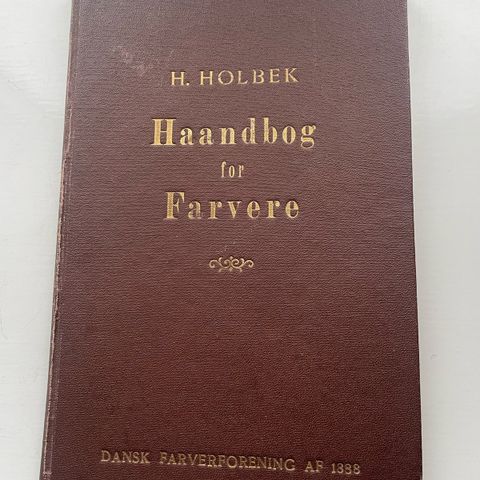 H. HOLBEK
Haandbog
for
Farvere
DANSK FARVERFORENING AF 1888